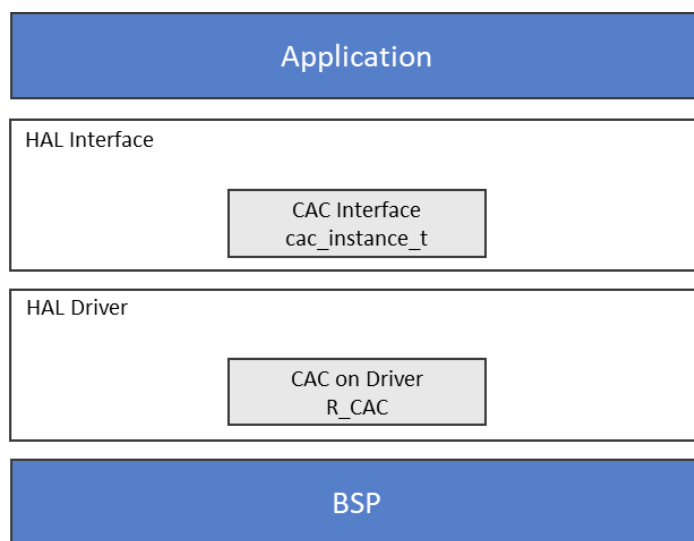 Application
HAL Interface
CAC Interface
cac_instance_t
HAL Driver
CAC on Driver
R_CAC
BSP